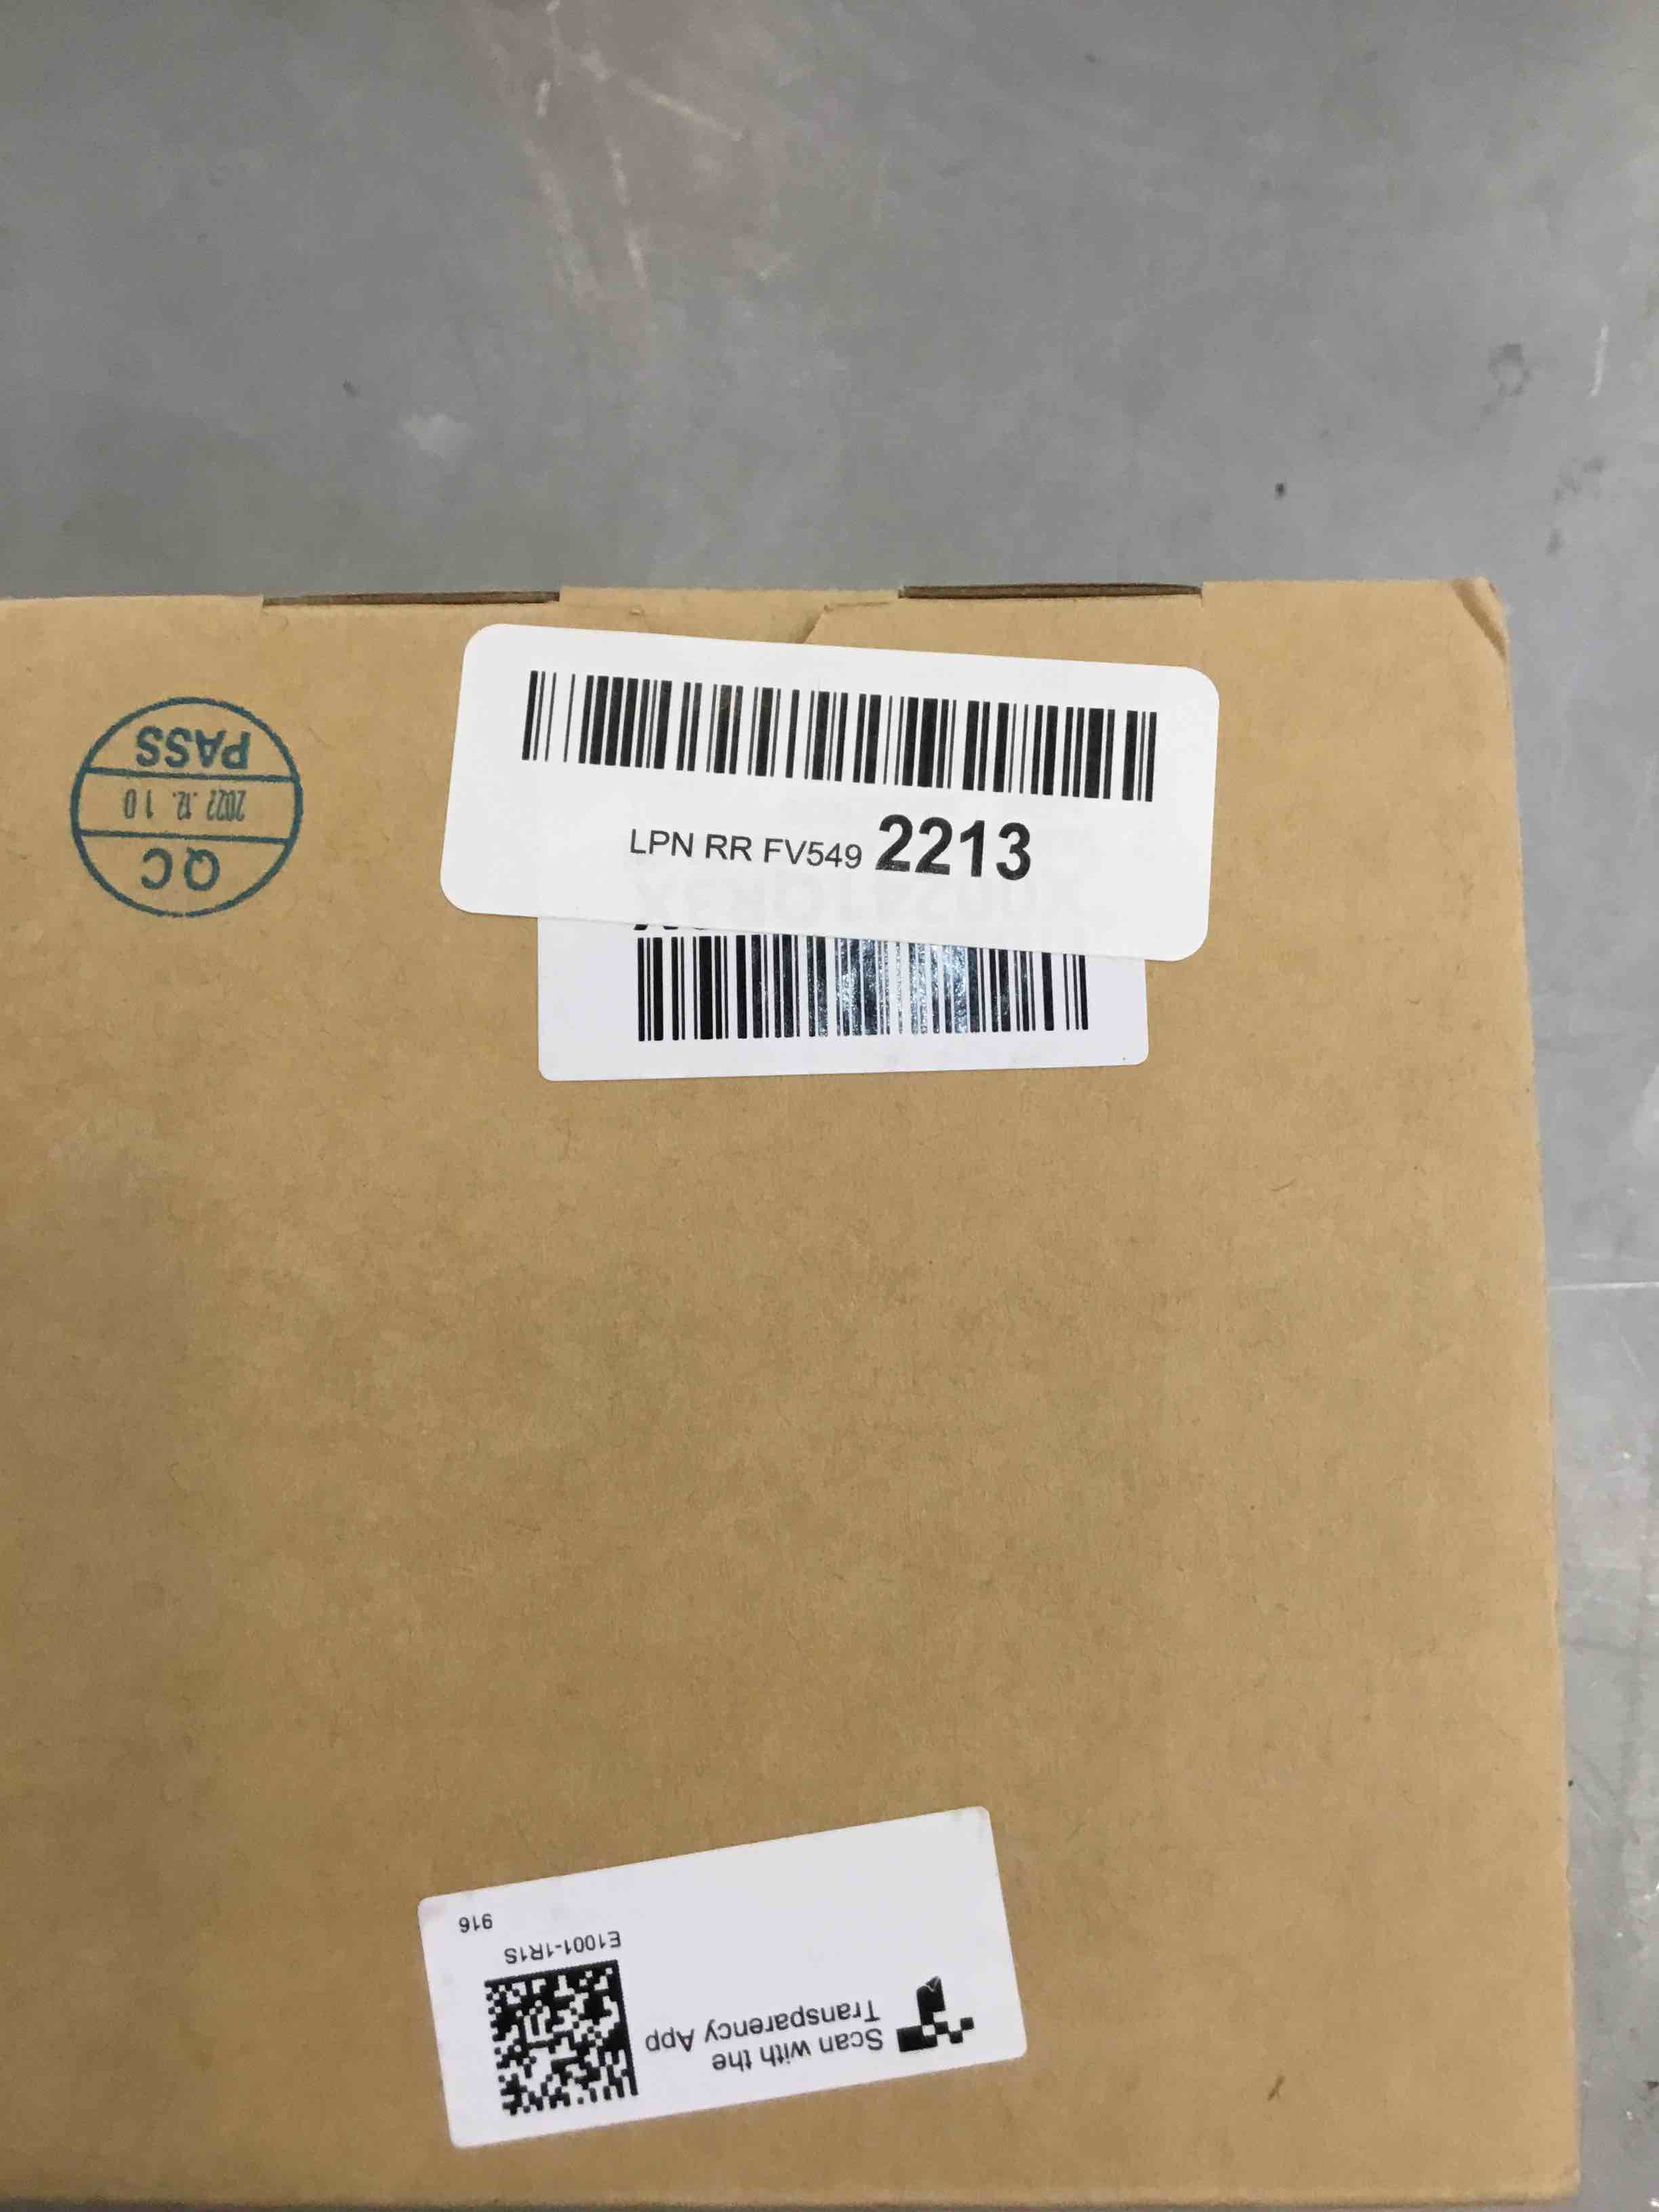 PASS
2022.12.10
QC
LPN RR FV549 2213
Scan with the
Transparency App
E1001-1R1S
916